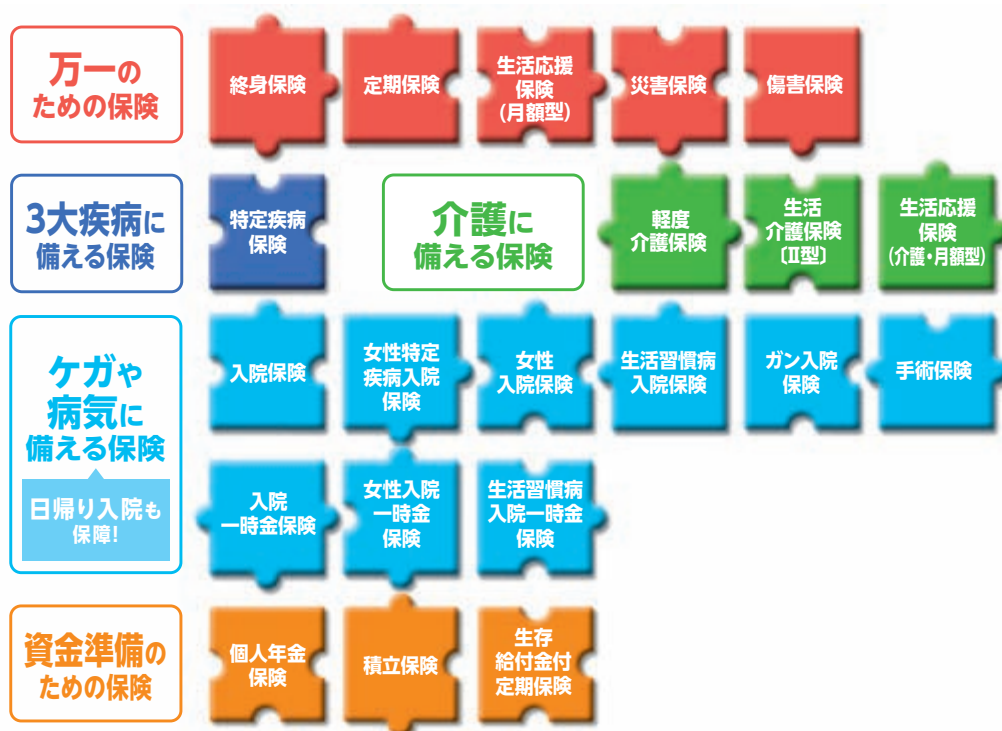 万一の
ための保険
終身保険
定期保険
生活応援
保険
(月額型)
災害保険
傷害保険
3大疾病に
備える保険
特定疾病
保険
介護に
備える保険
軽度
介護保険
生活
介護保険
〔Ⅱ型〕
生活応援
保険
(介護・月額型)
ケガや
病気に
備える保険
日帰り入院も
保障!
入院保険
女性特定
疾病入院
保険
女性
入院保険
生活習慣病
入院保険
ガン入院
保険
手術保険
入院
一時金保険
女性入院
一時金
保険
生活習慣病
入院一時金
保険
資金準備の
ための保険
個人年金
保険
積立保険
生存
給付金付
定期保険